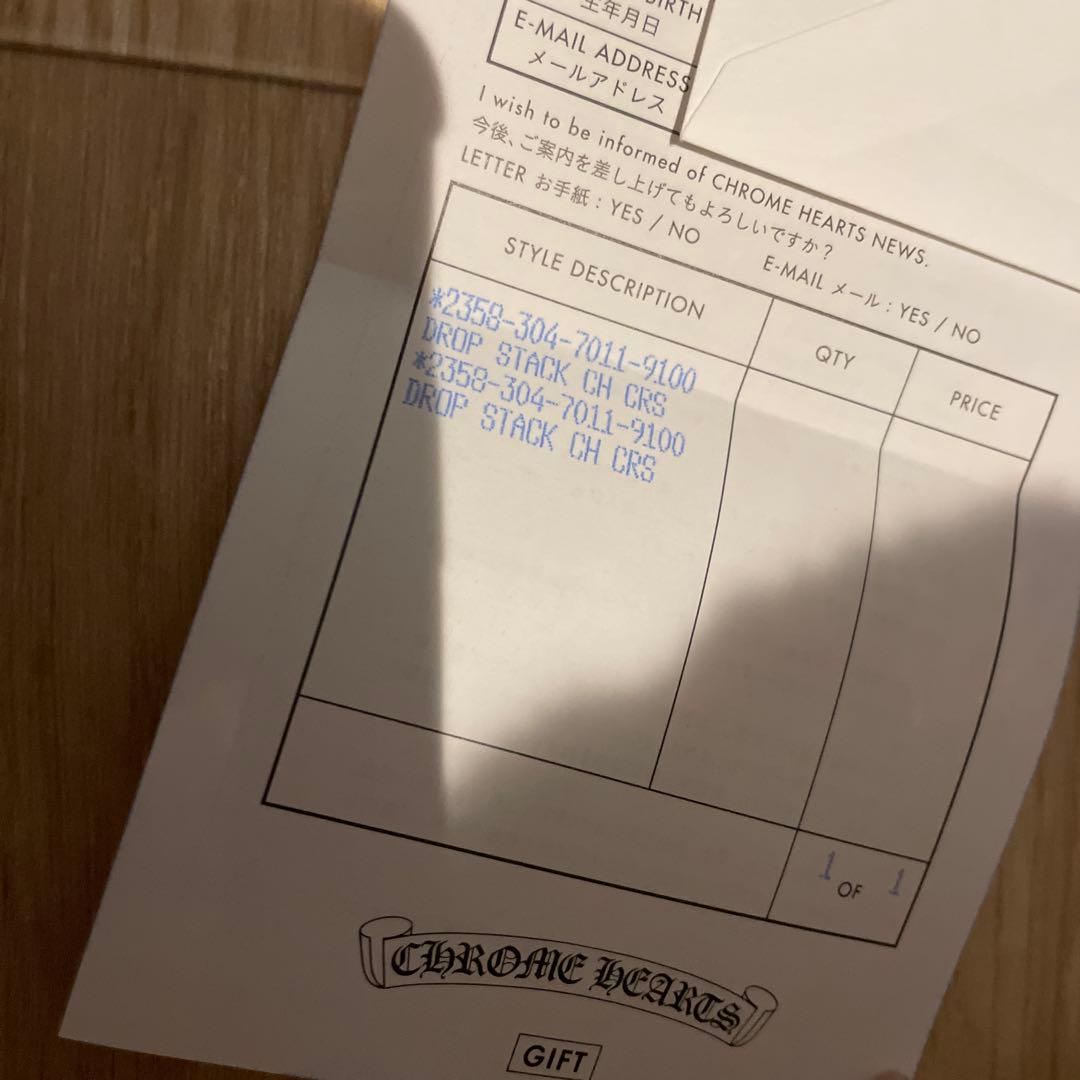 BIRTH
生年月日
E-MAIL ADDRESS
メールアドレス
I wish to be informed of CHROME HEARTS NEWS.
今後、ご案内を差し上げてもよろしいですか?
LETTER お手紙 : YES / NO E-MAIL メール : YES / NO
STYLE DESCRIPTION QTY PRICE
*2358-304-7011-9100
DROP STACK CH CRS
*2358-304-7011-9100
DROP STACK CH CRS
1 OF 1
CHROME HEARTS
GIFT